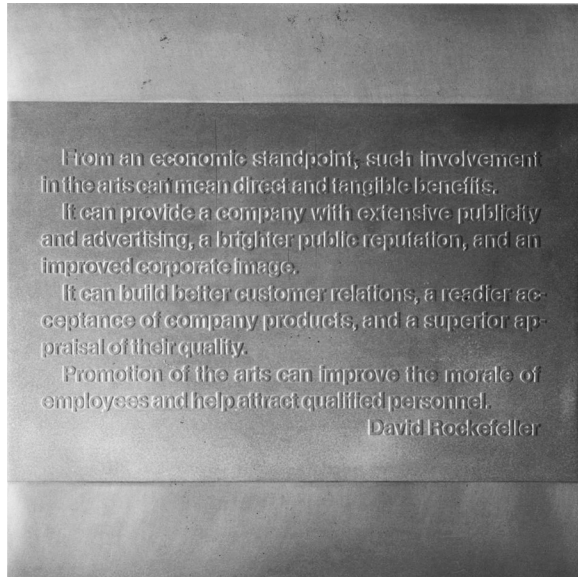 From an economic standpoint, such involvement
in the arts can mean direct and tangible benefits.
It can provide a company with extensive publicity
and advertising, a brighter public reputation, and an
improved corporate image.
It can build better customer relations, a readier ac-
ceptance of company products, and a superior ap-
praisal of their quality.
Promotion of the arts can improve the morale of
employees and help attract qualified personnel.
David Rockefeller